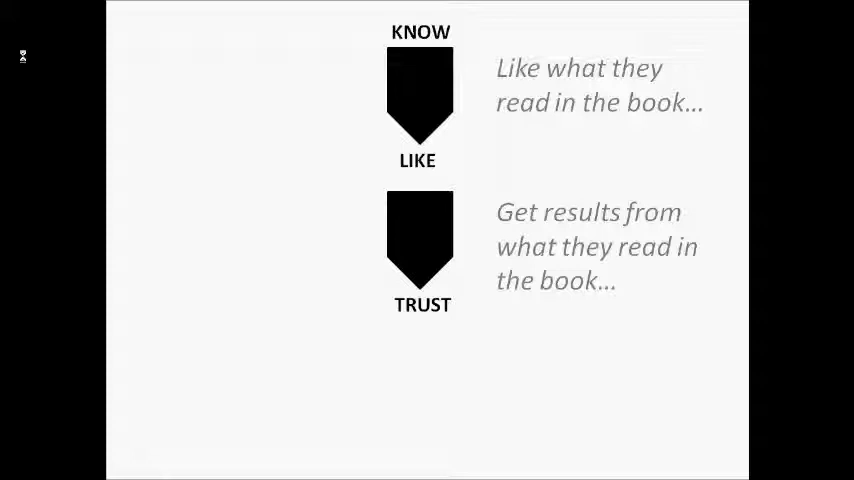 KNOW
Like what they
read in the book...
LIKE
Get results from
what they read in
the book...
TRUST